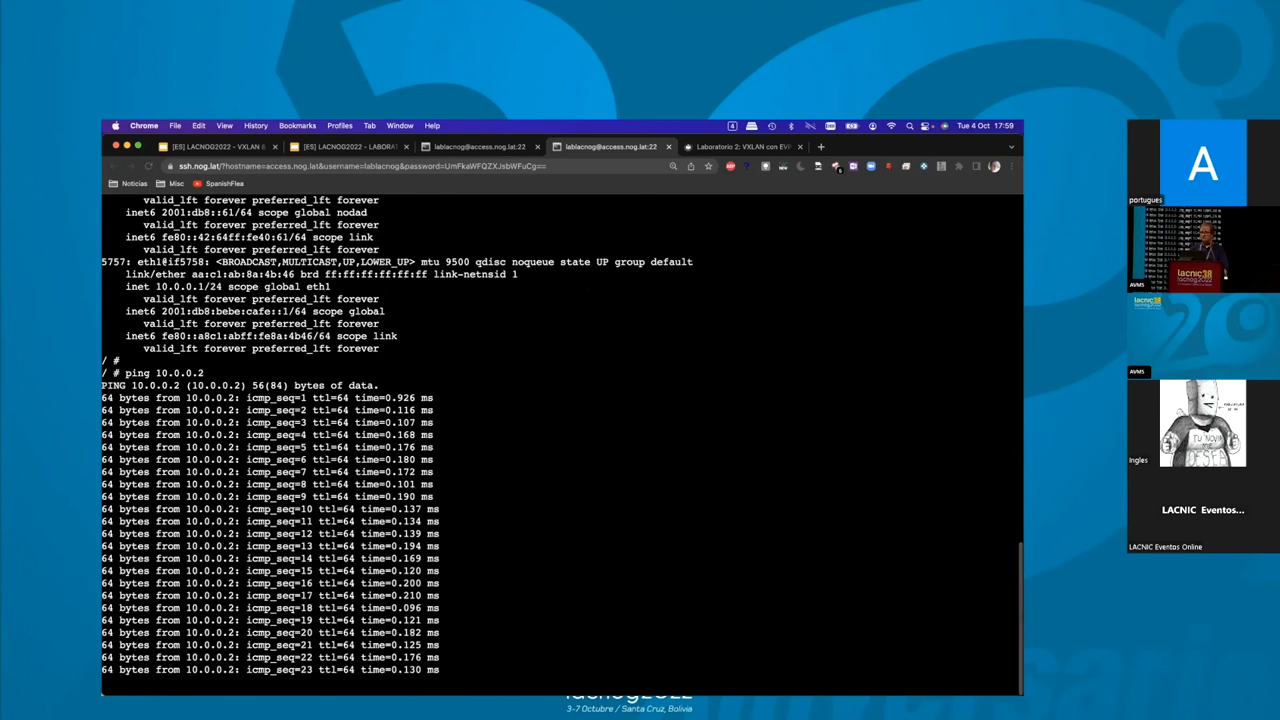 Chrome File Edit View History Bookmarks Profiles Tab Window Help
Tue 4 Oct 17:59
[ES] LACNOG2022 - VXLAN &
[ES] LACNOG2022 - LABORAT
lablacnog@access.nog.lat:22
lablacnog@access.nog.lat:22
Laboratorio 2: VXLAN con EVP
ssh.nog.lat/?hostname=access.nog.lat&username=lablacnog&password=UmFkaWFQZXJsbWFuCg==
Noticias Misc SpanishFlea
valid_lft forever preferred_lft forever
inet6 2001:db8::61/64 scope global nodad
valid_lft forever preferred_lft forever
inet6 fe80::42:64ff:fe40:61/64 scope link
valid_lft forever preferred_lft forever
5757: eth1@if5758: <BROADCAST,MULTICAST,UP,LOWER_UP> mtu 9500 qdisc noqueue state UP group default
link/ether aa:c1:ab:8a:4b:46 brd ff:ff:ff:ff:ff:ff link-netnsid 1
inet 10.0.0.1/24 scope global eth1
valid_lft forever preferred_lft forever
inet6 2001:db8:bebe:cafe::1/64 scope global
valid_lft forever preferred_lft forever
inet6 fe80::a8c1:abff:fe8a:4b46/64 scope link
valid_lft forever preferred_lft forever
/ #
/ # ping 10.0.0.2
PING 10.0.0.2 (10.0.0.2) 56(84) bytes of data.
64 bytes from 10.0.0.2: icmp_seq=1 ttl=64 time=0.926 ms
64 bytes from 10.0.0.2: icmp_seq=2 ttl=64 time=0.116 ms
64 bytes from 10.0.0.2: icmp_seq=3 ttl=64 time=0.107 ms
64 bytes from 10.0.0.2: icmp_seq=4 ttl=64 time=0.168 ms
64 bytes from 10.0.0.2: icmp_seq=5 ttl=64 time=0.176 ms
64 bytes from 10.0.0.2: icmp_seq=6 ttl=64 time=0.180 ms
64 bytes from 10.0.0.2: icmp_seq=7 ttl=64 time=0.172 ms
64 bytes from 10.0.0.2: icmp_seq=8 ttl=64 time=0.101 ms
64 bytes from 10.0.0.2: icmp_seq=9 ttl=64 time=0.190 ms
64 bytes from 10.0.0.2: icmp_seq=10 ttl=64 time=0.137 ms
64 bytes from 10.0.0.2: icmp_seq=11 ttl=64 time=0.134 ms
64 bytes from 10.0.0.2: icmp_seq=12 ttl=64 time=0.139 ms
64 bytes from 10.0.0.2: icmp_seq=13 ttl=64 time=0.194 ms
64 bytes from 10.0.0.2: icmp_seq=14 ttl=64 time=0.169 ms
64 bytes from 10.0.0.2: icmp_seq=15 ttl=64 time=0.120 ms
64 bytes from 10.0.0.2: icmp_seq=16 ttl=64 time=0.200 ms
64 bytes from 10.0.0.2: icmp_seq=17 ttl=64 time=0.210 ms
64 bytes from 10.0.0.2: icmp_seq=18 ttl=64 time=0.096 ms
64 bytes from 10.0.0.2: icmp_seq=19 ttl=64 time=0.121 ms
64 bytes from 10.0.0.2: icmp_seq=20 ttl=64 time=0.182 ms
64 bytes from 10.0.0.2: icmp_seq=21 ttl=64 time=0.125 ms
64 bytes from 10.0.0.2: icmp_seq=22 ttl=64 time=0.176 ms
64 bytes from 10.0.0.2: icmp_seq=23 ttl=64 time=0.130 ms
lacnog2022
3-7 Octubre / Santa Cruz, Bolivia
A
portugues
lacnic38
lacnog2022
AVMS
lacnic38
lacnog2022
AVMS
TU NOVIA
ME
DESEA
Ingles
LACNIC Eventos...
LACNIC Eventos Online